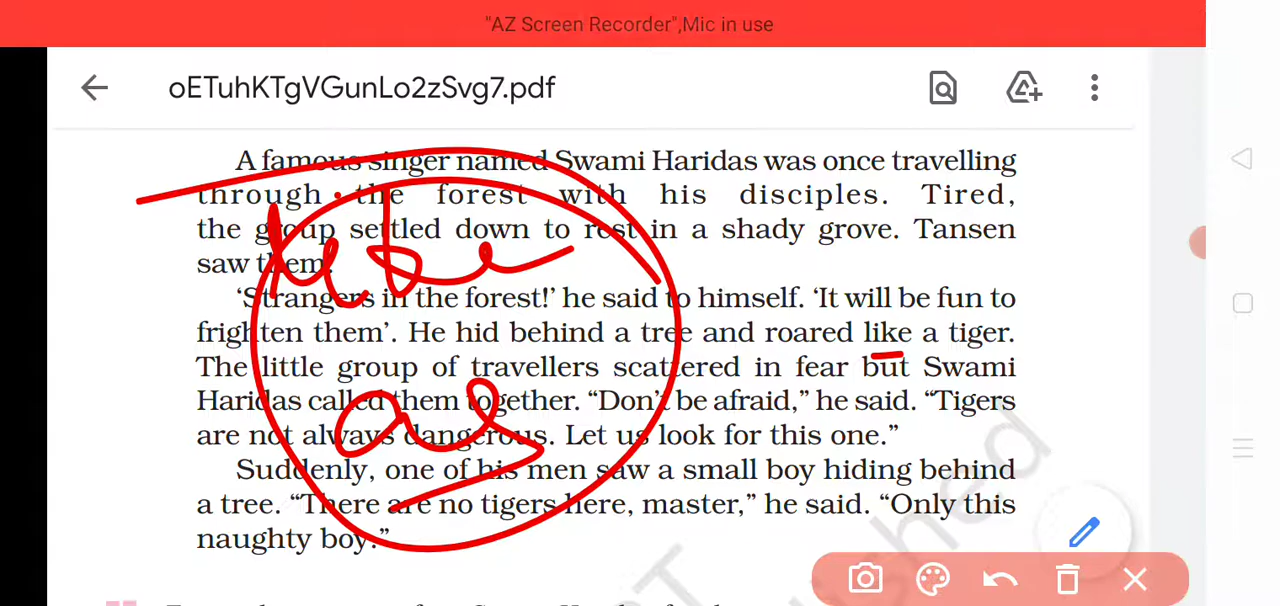 "AZ Screen Recorder",Mic in use
oETuhKTgVGunLo2zSvg7.pdf
A famous singer named Swami Haridas was once travelling
through the forest with his disciples. Tired,
the group settled down to rest in a shady grove. Tansen
saw them.
‘Strangers in the forest!’ he said to himself. ‘It will be fun to
frighten them’. He hid behind a tree and roared like a tiger.
The little group of travellers scattered in fear but Swami
Haridas called them together. “Don’t be afraid,” he said. “Tigers
are not always dangerous. Let us look for this one.”
Suddenly, one of his men saw a small boy hiding behind
a tree. “There are no tigers here, master,” he said. “Only this
naughty boy.”
like
as